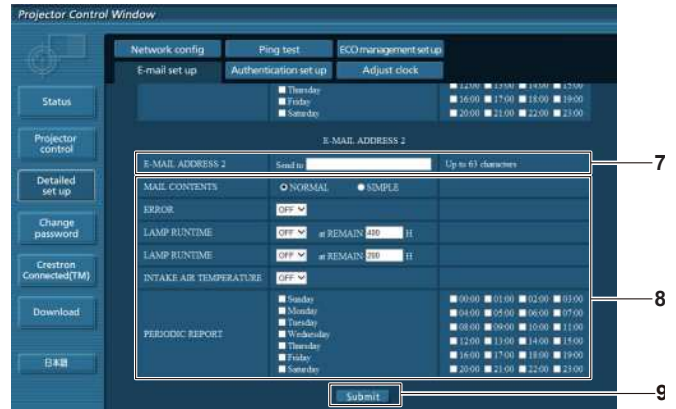 Projector Control Window
Network config Ping test ECO management set up
E-mail set up Authentication set up Adjust clock
Status
Projector control
Detailed set up
Change password
Crestron Connected(TM)
Download
日本語
Thursday
Friday
Saturday
12:00 13:00 14:00 15:00
16:00 17:00 18:00 19:00
20:00 21:00 22:00 23:00
E-MAIL ADDRESS 2
E-MAIL ADDRESS 2 Send to Up to 63 characters
7
MAIL CONTENTS NORMAL SIMPLE
ERROR OFF
LAMP RUNTIME OFF at REMAIN 400 H
LAMP RUNTIME OFF at REMAIN 200 H
INTAKE AIR TEMPERATURE OFF
PERIODIC REPORT
Sunday
Monday
Tuesday
Wednesday
Thursday
Friday
Saturday
00:00 01:00 02:00 03:00
04:00 05:00 06:00 07:00
08:00 09:00 10:00 11:00
12:00 13:00 14:00 15:00
16:00 17:00 18:00 19:00
20:00 21:00 22:00 23:00
8
Submit
9